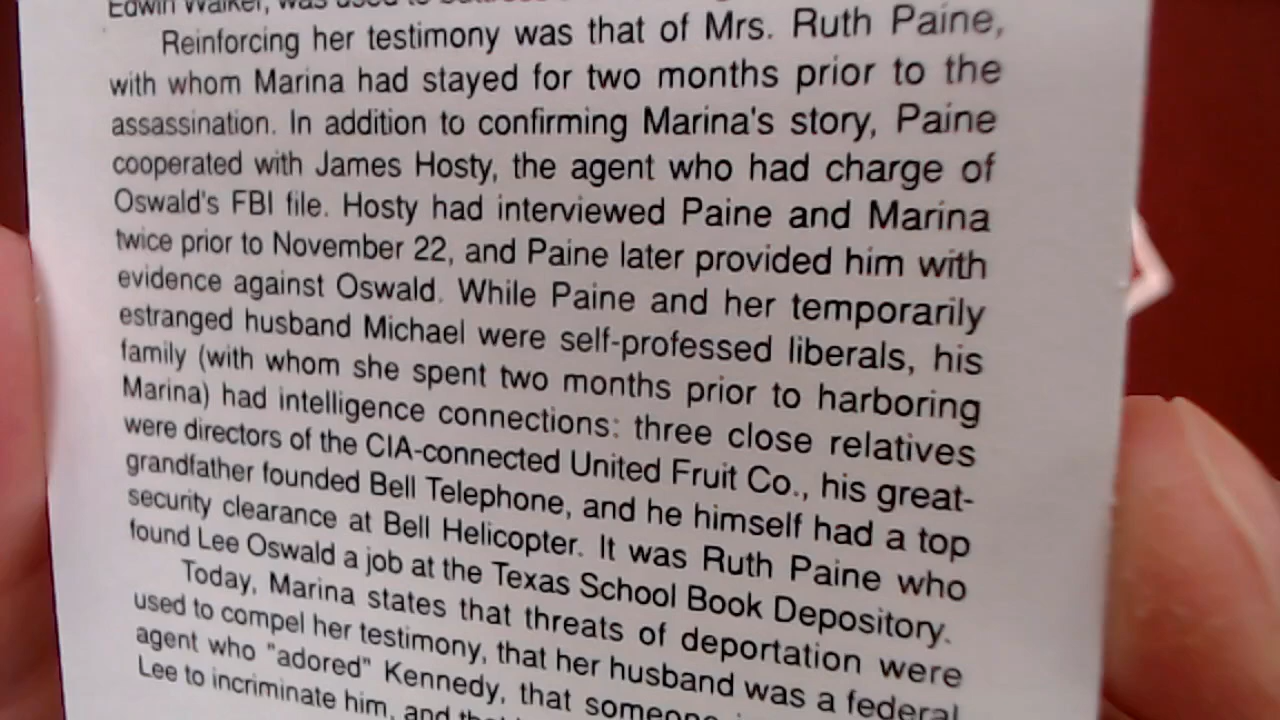 Edwin Walker, was used to
Reinforcing her testimony was that of Mrs. Ruth Paine,
with whom Marina had stayed for two months prior to the
assassination. In addition to confirming Marina's story, Paine
cooperated with James Hosty, the agent who had charge of
Oswald's FBI file. Hosty had interviewed Paine and Marina
twice prior to November 22, and Paine later provided him with
evidence against Oswald. While Paine and her temporarily
estranged husband Michael were self-professed liberals, his
family (with whom she spent two months prior to harboring
Marina) had intelligence connections: three close relatives
were directors of the CIA-connected United Fruit Co., his great-
grandfather founded Bell Telephone, and he himself had a top
security clearance at Bell Helicopter. It was Ruth Paine who
found Lee Oswald a job at the Texas School Book Depository.
Today, Marina states that threats of deportation were
used to compel her testimony, that her husband was a federal
agent who "adored" Kennedy, that
Lee to incriminate him, and